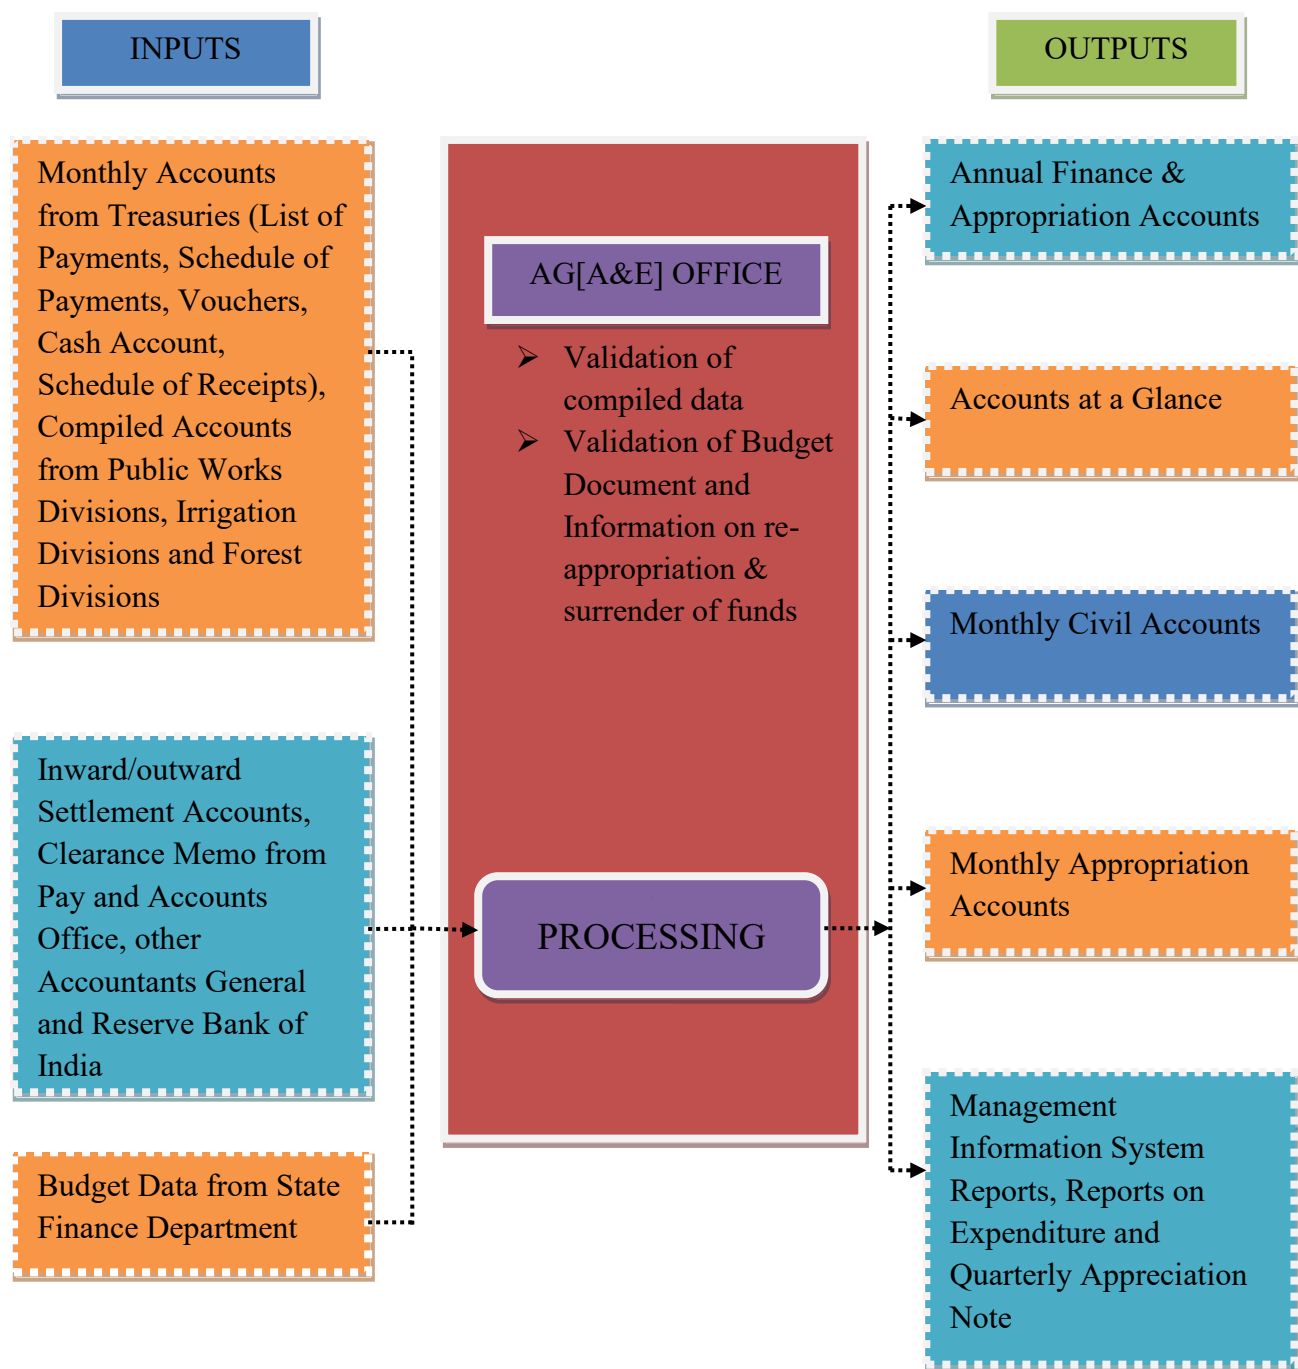 INPUTS
OUTPUTS
Monthly Accounts
from Treasuries (List of
Payments, Schedule of
Payments, Vouchers,
Cash Account,
Schedule of Receipts),
Compiled Accounts
from Public Works
Divisions, Irrigation
Divisions and Forest
Divisions
Inward/outward
Settlement Accounts,
Clearance Memo from
Pay and Accounts
Office, other
Accountants General
and Reserve Bank of
India
Budget Data from State
Finance Department
AG[A&E] OFFICE
➢ Validation of
compiled data
➢ Validation of Budget
Document and
Information on re-
appropriation &
surrender of funds
PROCESSING
Annual Finance &
Appropriation Accounts
Accounts at a Glance
Monthly Civil Accounts
Monthly Appropriation
Accounts
Management
Information System
Reports, Reports on
Expenditure and
Quarterly Appreciation
Note